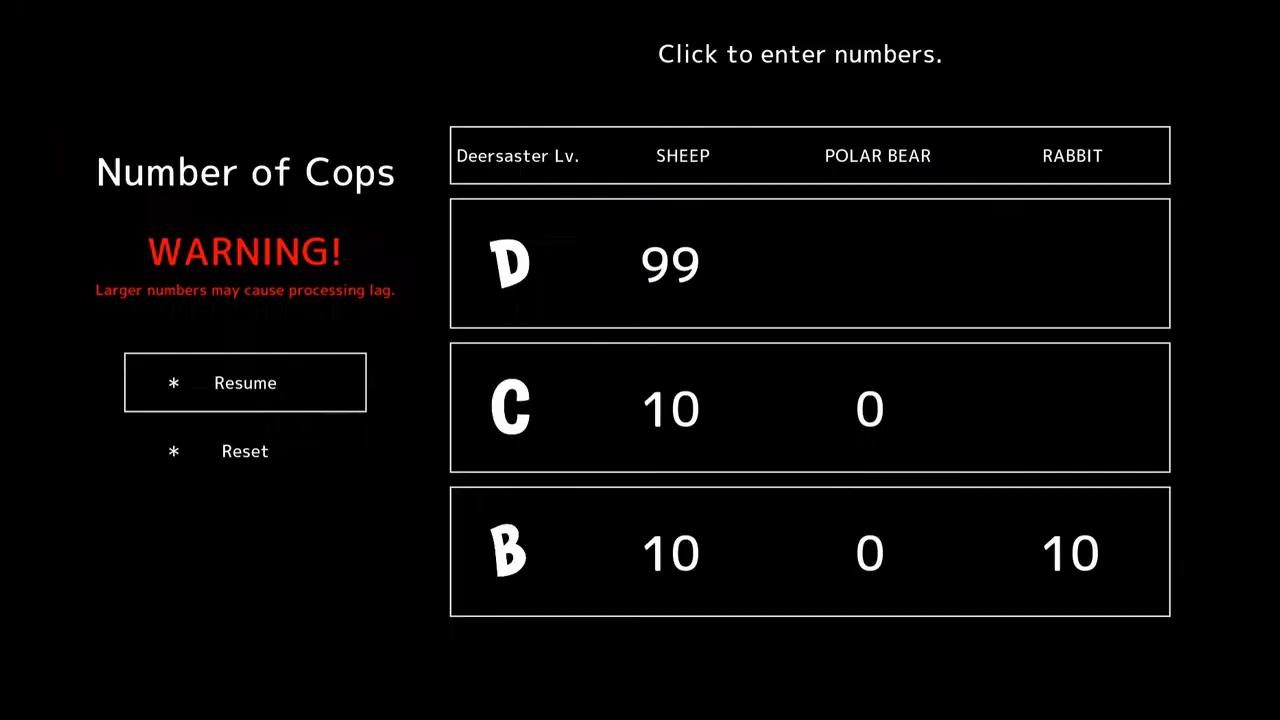 Click to enter numbers.
Number of Cops
WARNING!
Larger numbers may cause processing lag.
* Resume
* Reset
Deersaster Lv. SHEEP POLAR BEAR RABBIT
D 99
C 10 0
B 10 0 10